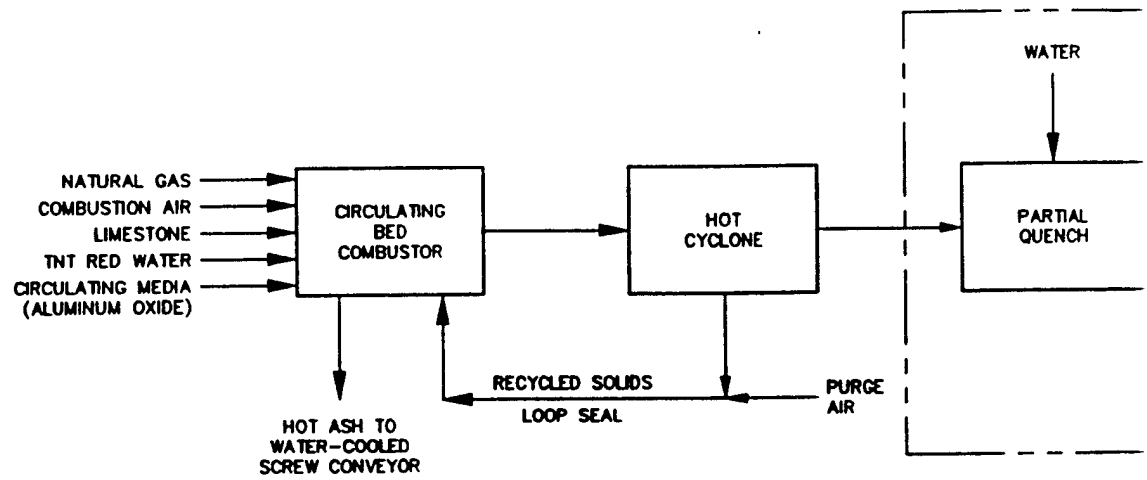 WATER
NATURAL GAS
COMBUSTION AIR
LIMESTONE
TNT RED WATER
CIRCULATING MEDIA
(ALUMINUM OXIDE)
CIRCULATING
BED
COMBUSTOR
HOT
CYCLONE
PARTIAL
QUENCH
RECYCLED SOLIDS
LOOP SEAL
PURGE
AIR
HOT ASH TO
WATER-COOLED
SCREW CONVEYOR